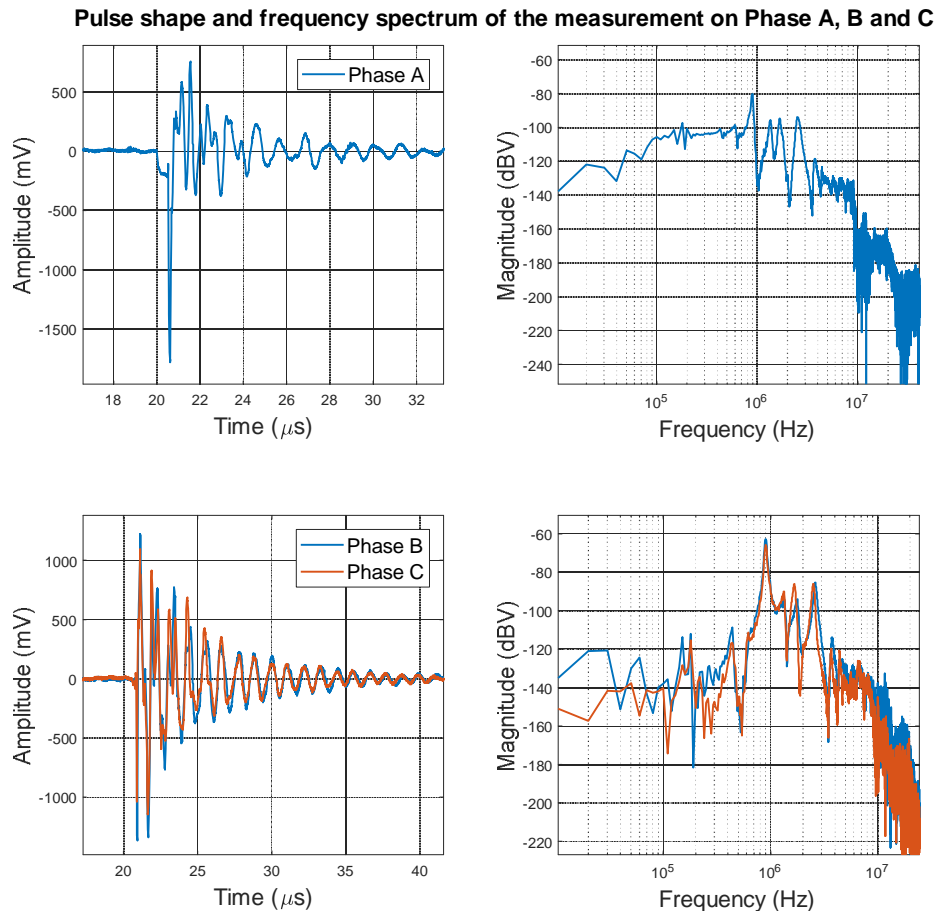 Pulse shape and frequency spectrum of the measurement on Phase A, B and C
Phase A
500
0
-500
-1000
-1500
Amplitude (mV)
18 20 22 24 26 28 30 32
Time (μs)
-60
-80
-100
-120
-140
-160
-180
-200
-220
-240
Magnitude (dBV)
10^5 10^6 10^7
Frequency (Hz)
Phase B
Phase C
1000
500
0
-500
-1000
Amplitude (mV)
20 25 30 35 40
Time (μs)
-60
-80
-100
-120
-140
-160
-180
-200
-220
Magnitude (dBV)
10^5 10^6 10^7
Frequency (Hz)